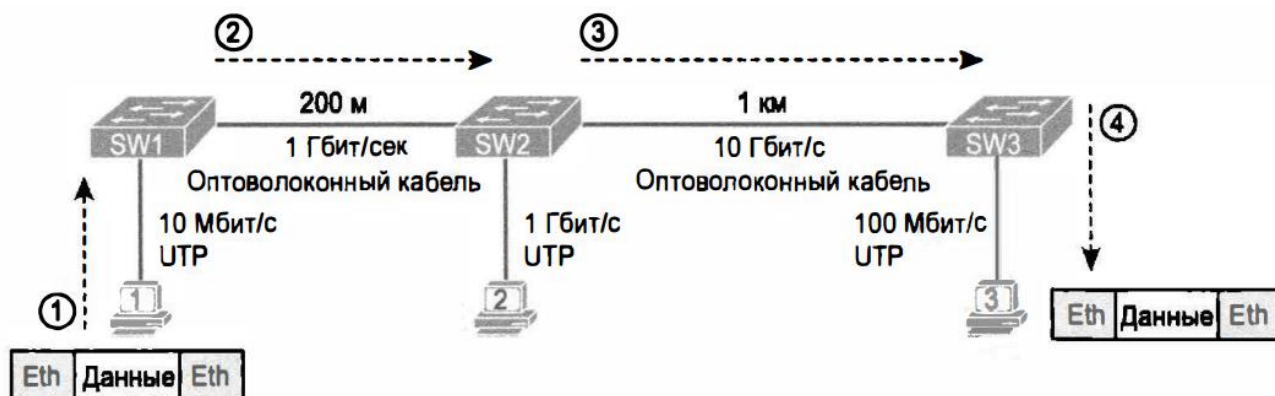 ② ③
200 м 1 км
SW1 SW2 SW3 ④
1 Гбит/сек 10 Гбит/с
Оптоволоконный кабель Оптоволоконный кабель
10 Мбит/с 1 Гбит/с 100 Мбит/с
UTP UTP UTP
① 1 2 3
Eth Данные Eth
Eth Данные Eth